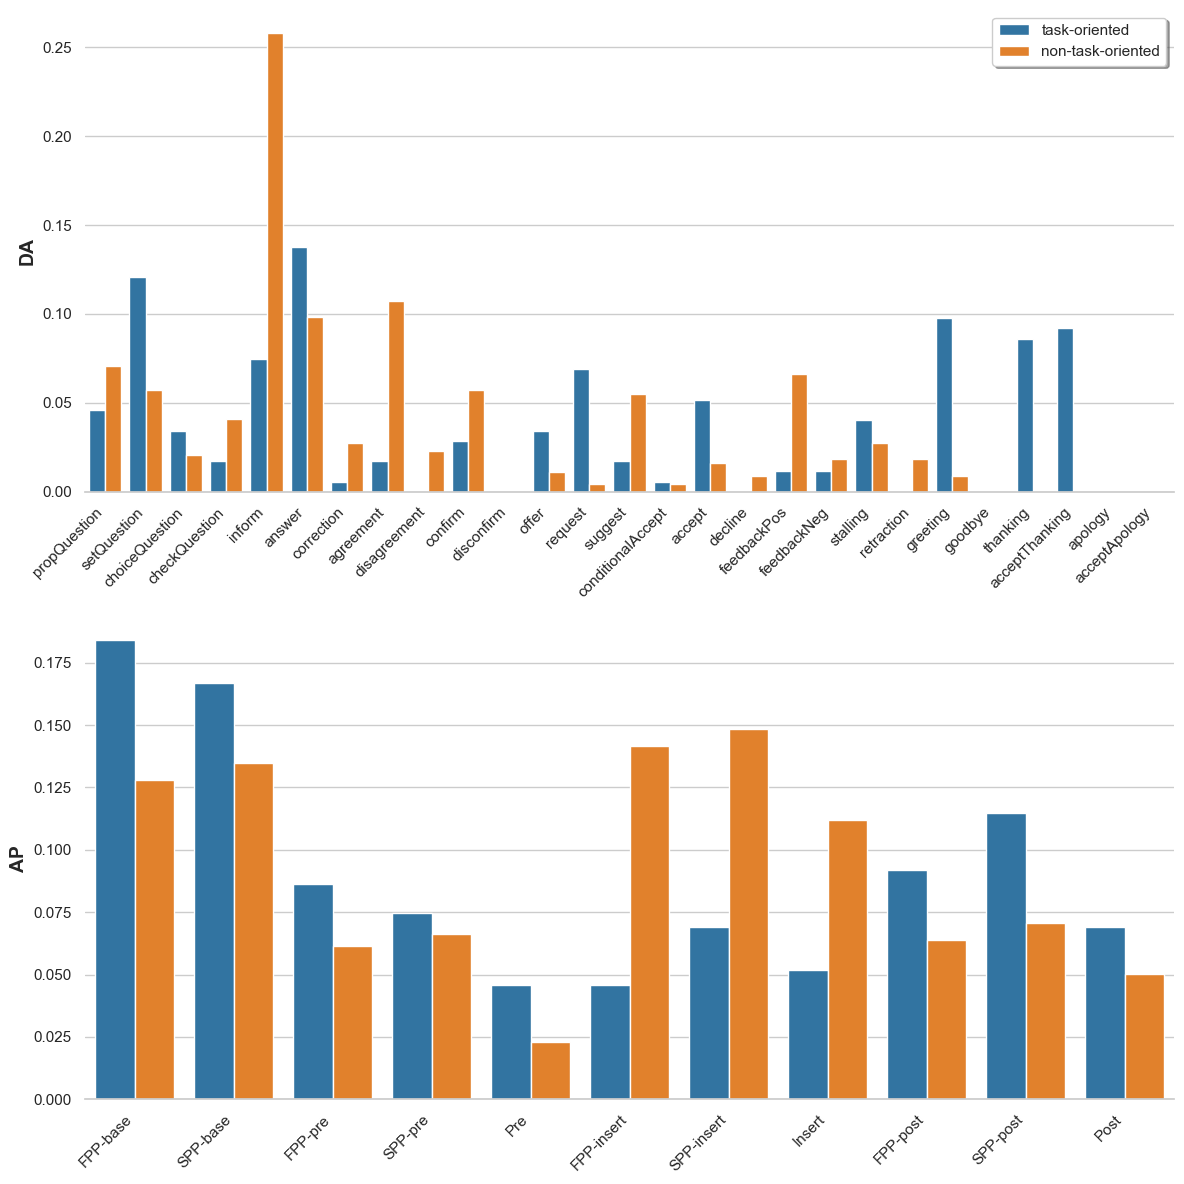 task-oriented
non-task-oriented
DA
0.25
0.20
0.15
0.10
0.05
0.00
propQuestion
setQuestion
choiceQuestion
checkQuestion
inform
answer
correction
agreement
disagreement
confirm
disconfirm
offer
request
suggest
conditionalAccept
accept
decline
feedbackPos
feedbackNeg
stalling
retraction
greeting
goodbye
thanking
acceptThanking
apology
acceptApology
AP
0.175
0.150
0.125
0.100
0.075
0.050
0.025
0.000
FPP-base
SPP-base
FPP-pre
SPP-pre
Pre
FPP-insert
SPP-insert
Insert
FPP-post
SPP-post
Post